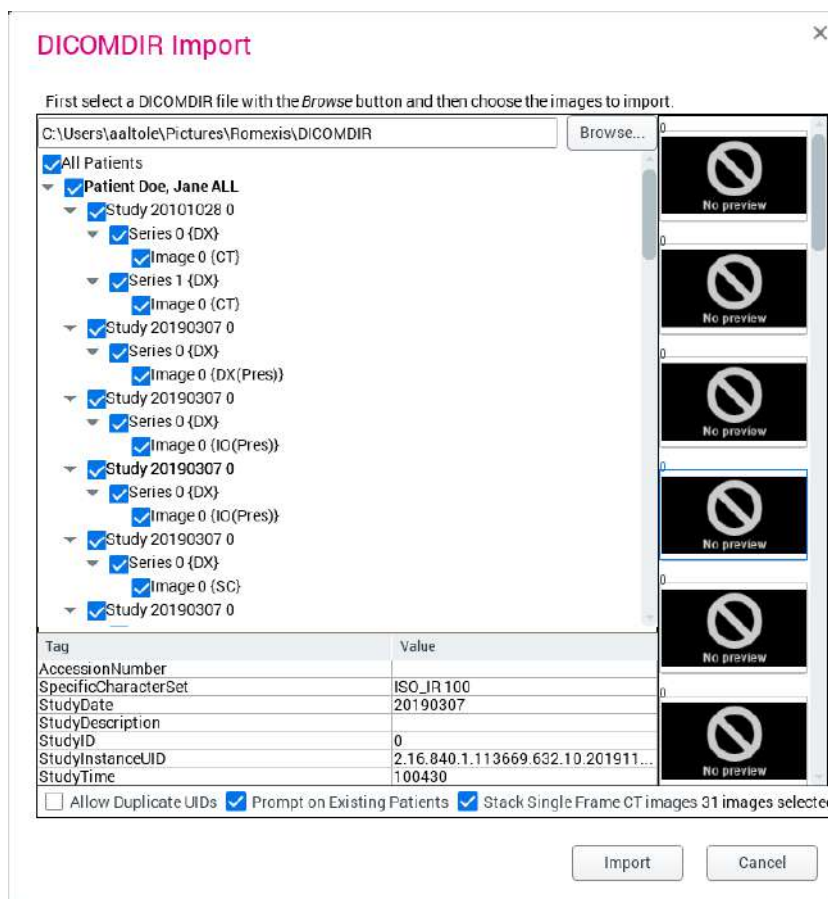 DICOMDIR Import
First select a DICOMDIR file with the Browse button and then choose the images to import.
C:\Users\aaltole\Pictures\Romexis\DICOMDIR
Browse...
All Patients
Patient Doe, Jane ALL
Study 20101028 0
Series 0 {DX}
Image 0 {CT}
Series 1 {DX}
Image 0 {CT}
Study 20190307 0
Series 0 {DX}
Image 0 {DX(Pres)}
Study 20190307 0
Series 0 {DX}
Image 0 {IO(Pres)}
Study 20190307 0
Series 0 {DX}
Image 0 {IO(Pres)}
Study 20190307 0
Series 0 {DX}
Image 0 {SC}
Study 20190307 0
0
No preview
0
No preview
0
No preview
0
No preview
0
No preview
0
No preview
Tag Value
AccessionNumber
SpecificCharacterSet ISO_IR 100
StudyDate 20190307
StudyDescription
StudyID 0
StudyInstanceUID 2.16.840.1.113669.632.10.201911...
StudyTime 100430
Allow Duplicate UIDs Prompt on Existing Patients Stack Single Frame CT images 31 images selected
Import Cancel